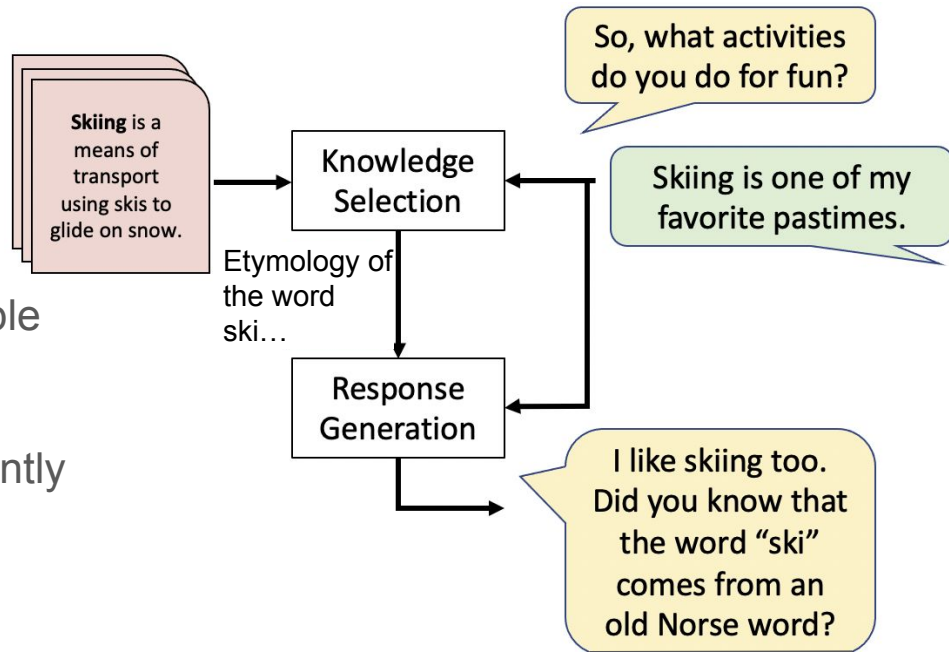 So, what activities
do you do for fun?
Skiing is a
means of
transport
using skis to
glide on snow.
Knowledge
Selection
Skiing is one of my
favorite pastimes.
Etymology of
the word
ski…
ole
Response
Generation
ntly
I like skiing too.
Did you know that
the word “ski”
comes from an
old Norse word?